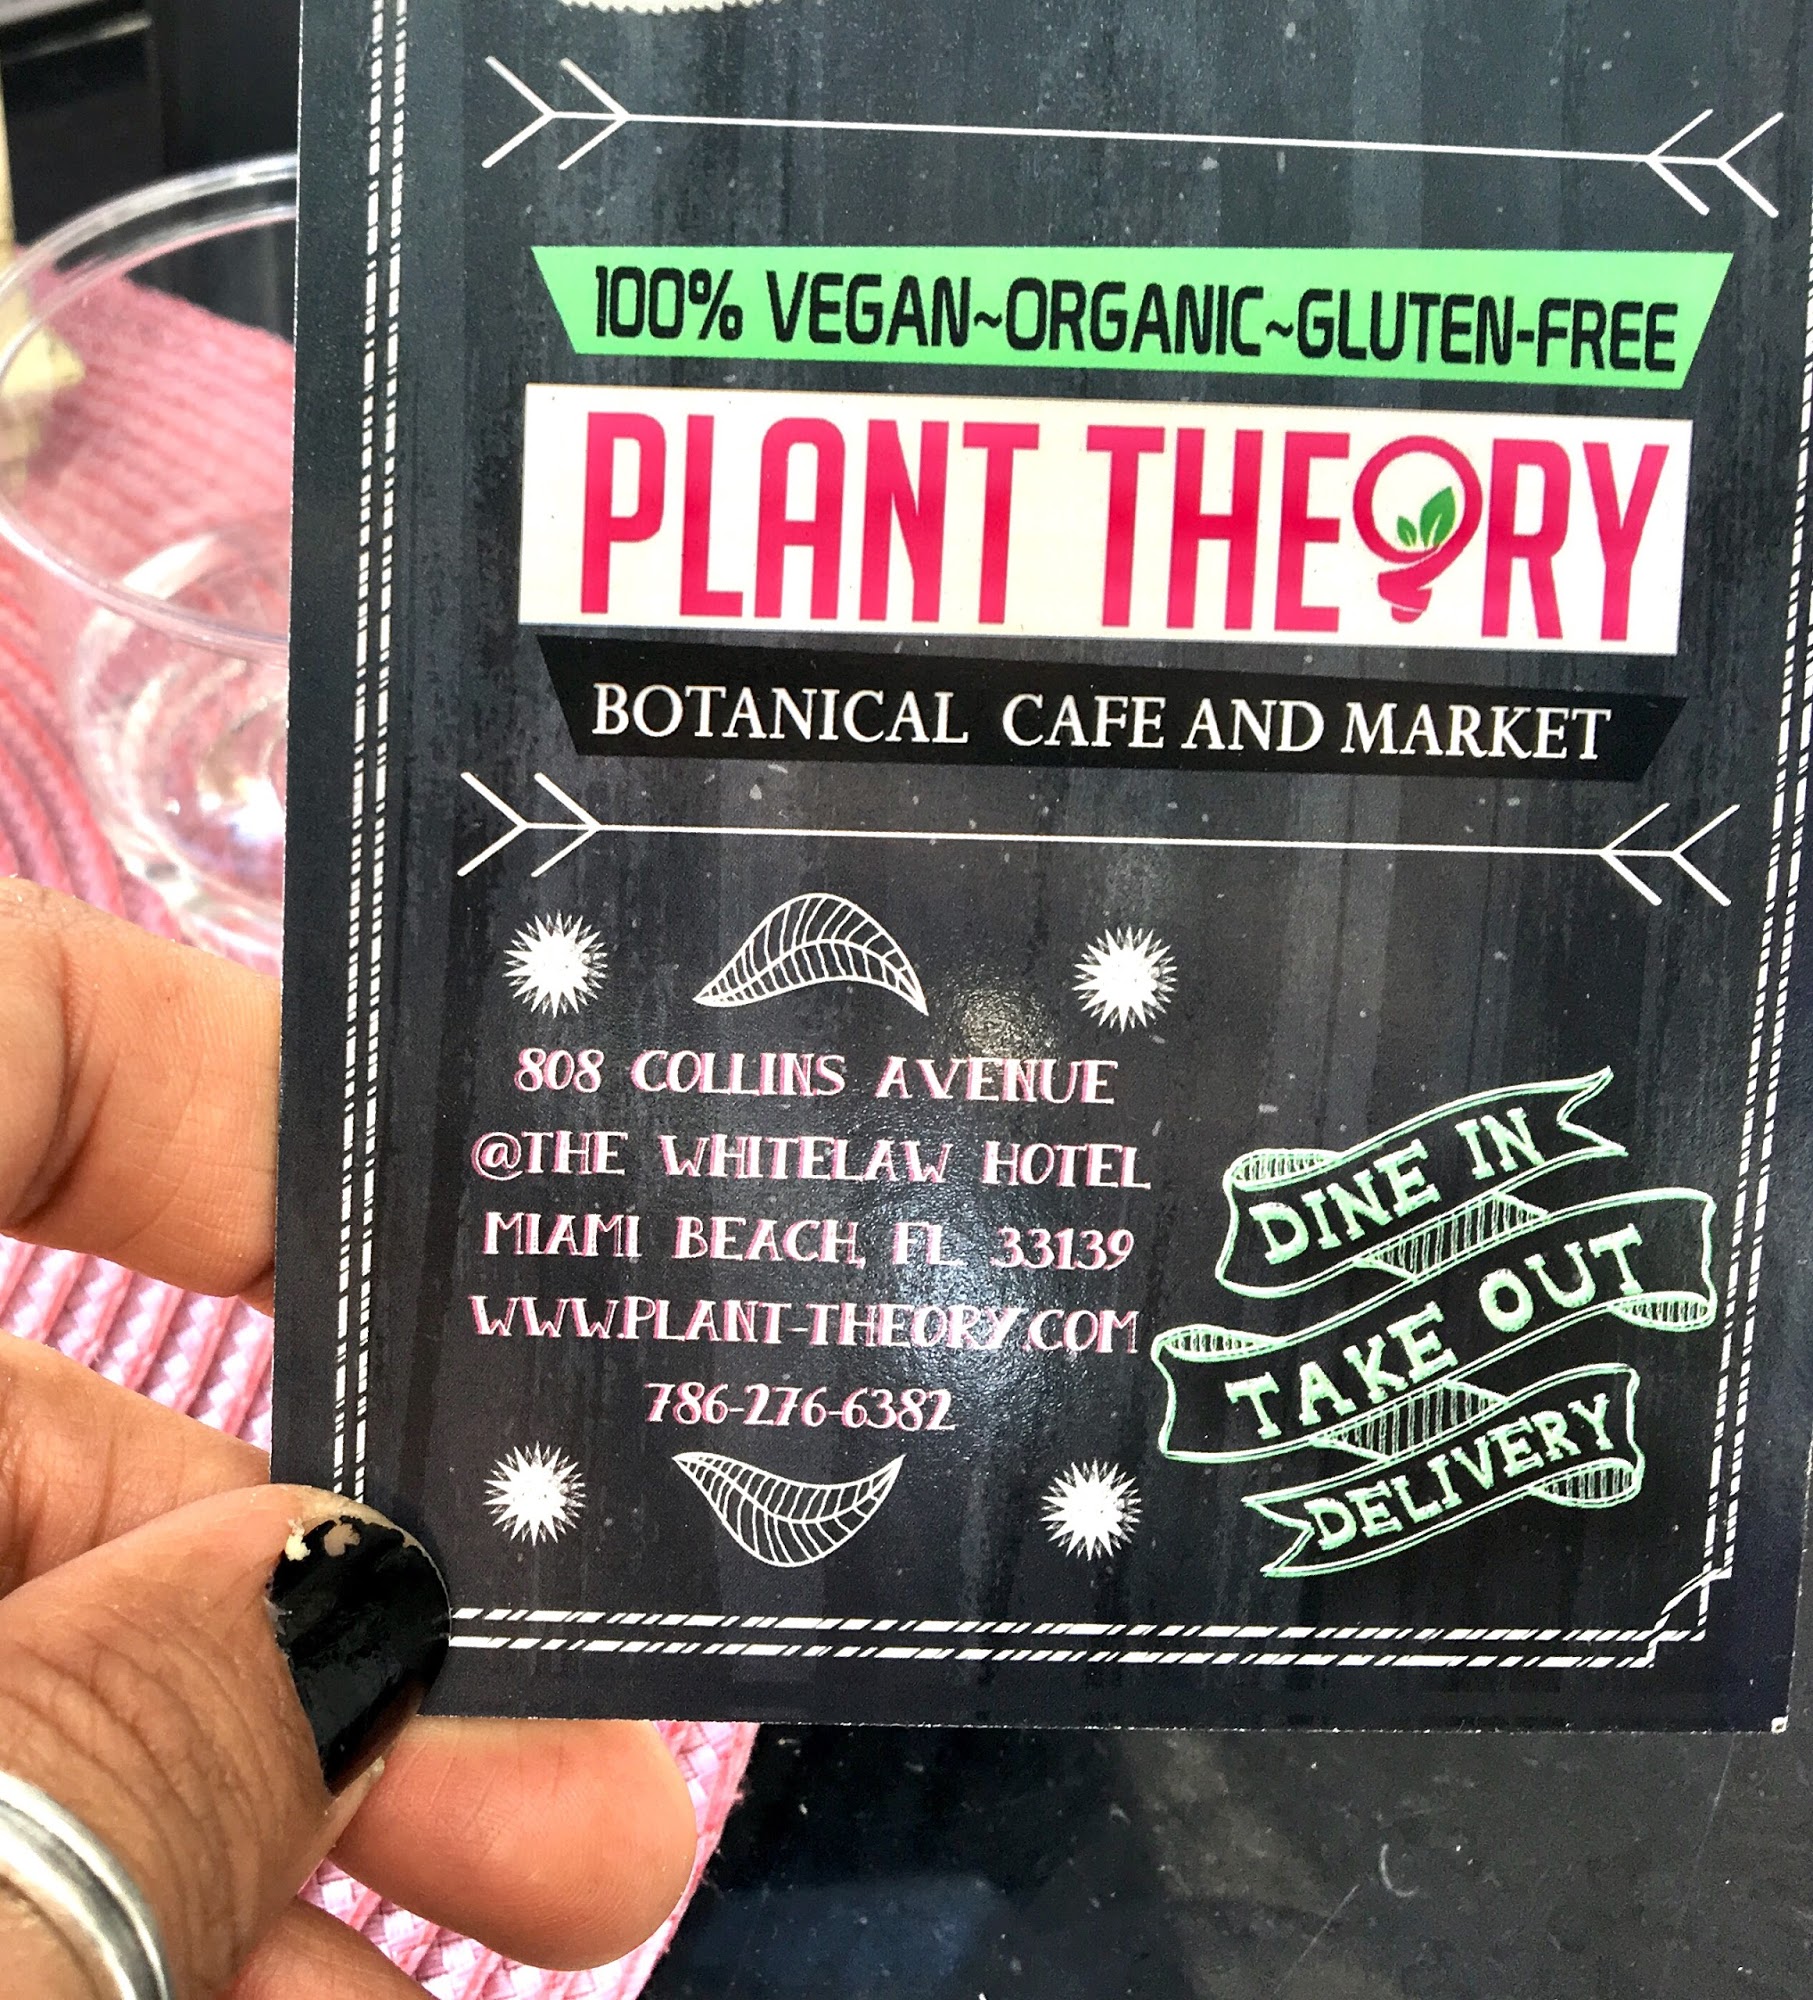 100% VEGAN~ORGANIC~GLUTEN-FREE
PLANT THEORY
BOTANICAL CAFE AND MARKET
808 COLLINS AVENUE
@THE WHITELAW HOTEL
MIAMI BEACH, FL 33139
WWW.PLANT-THEORY.COM
786-276-6382
DINE IN
TAKE OUT
DELIVERY